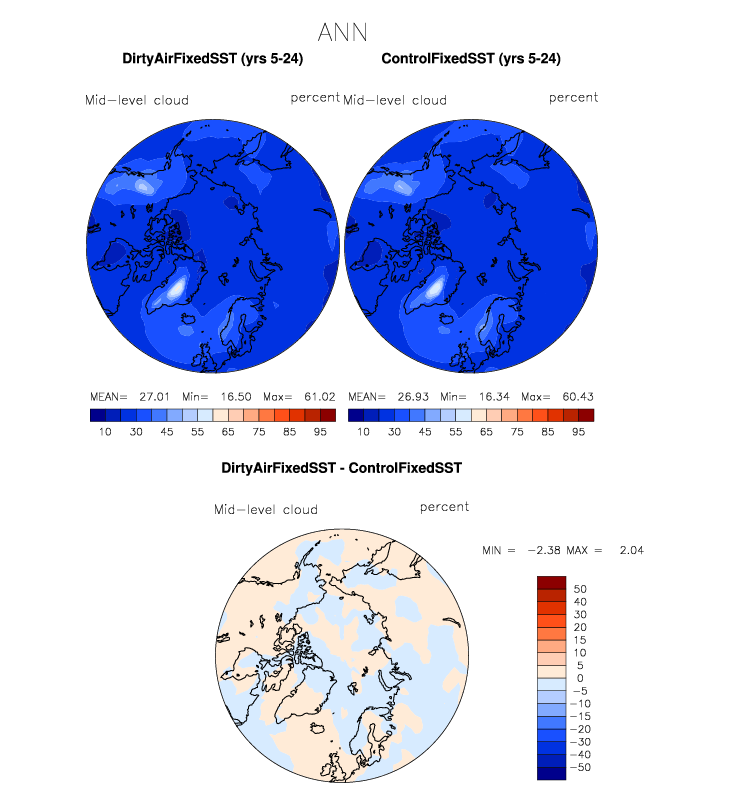 ANN
DirtyAirFixedSST (yrs 5-24) ControlFixedSST (yrs 5-24)
Mid-level cloud percent Mid-level cloud percent
MEAN= 27.01 Min= 16.50 Max= 61.02 MEAN= 26.93 Min= 16.34 Max= 60.43
10 30 45 55 65 75 85 95 10 30 45 55 65 75 85 95
DirtyAirFixedSST - ControlFixedSST
Mid-level cloud percent
MIN = -2.38 MAX = 2.04
50
40
30
20
15
10
5
0
-5
-10
-15
-20
-30
-40
-50